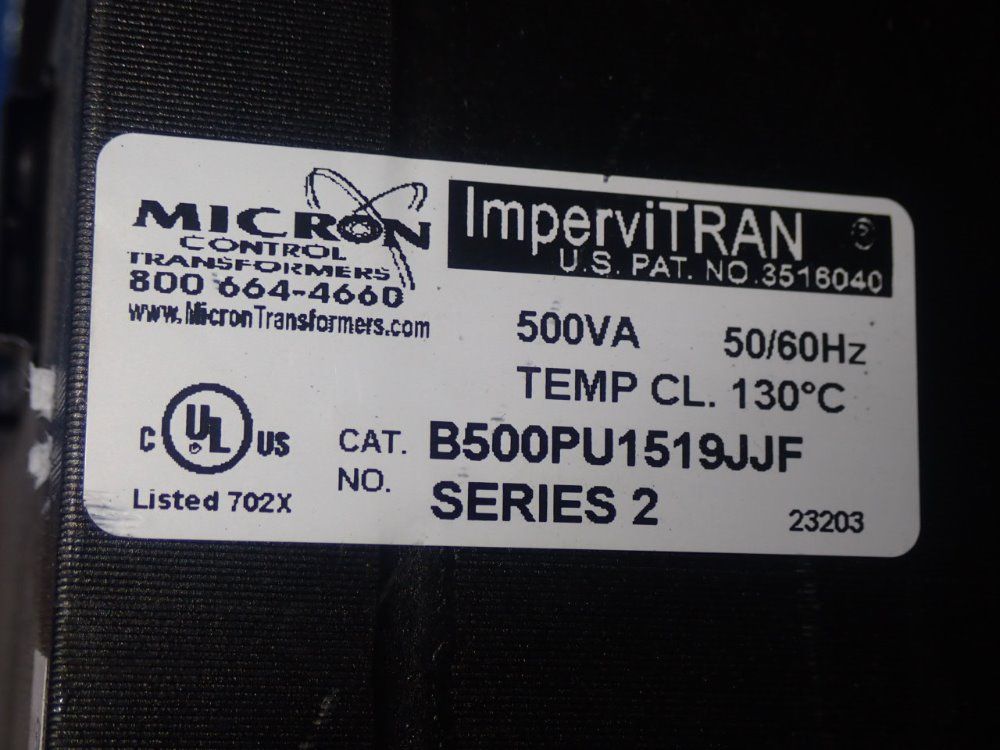 MICRON
CONTROL
TRANSFORMERS
800 664-4660
www.MicronTransformers.com
ImperviTRAN
U.S. PAT. NO.3516040
500VA 50/60Hz
TEMP CL. 130°C
C UL US
Listed 702X
CAT. NO. B500PU1519JJF
SERIES 2
23203